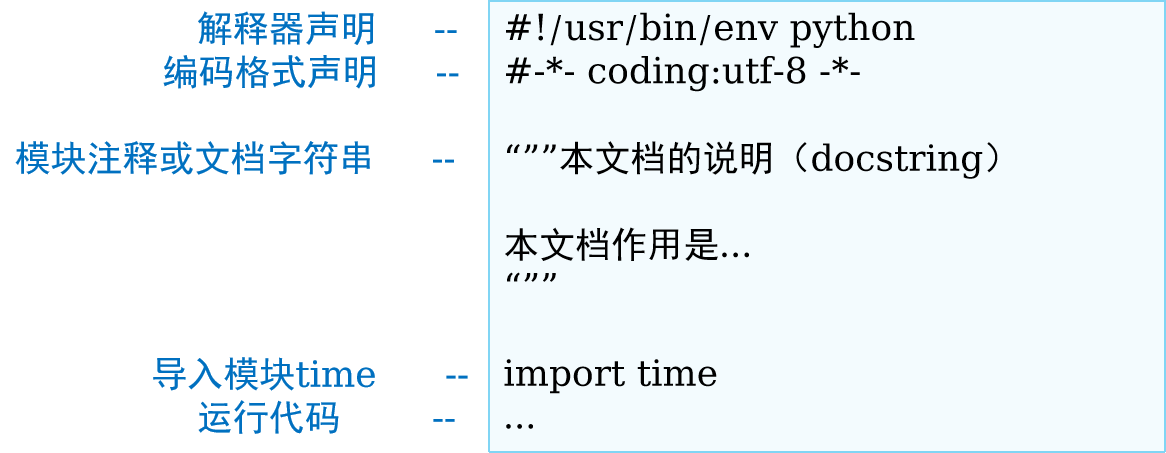 解释器声明 -- #!/usr/bin/env python
编码格式声明 -- #-*- coding:utf-8 -*-
模块注释或文档字符串 -- “””本文档的说明（docstring）
本文档作用是...
“””
导入模块time -- import time
运行代码 -- ...